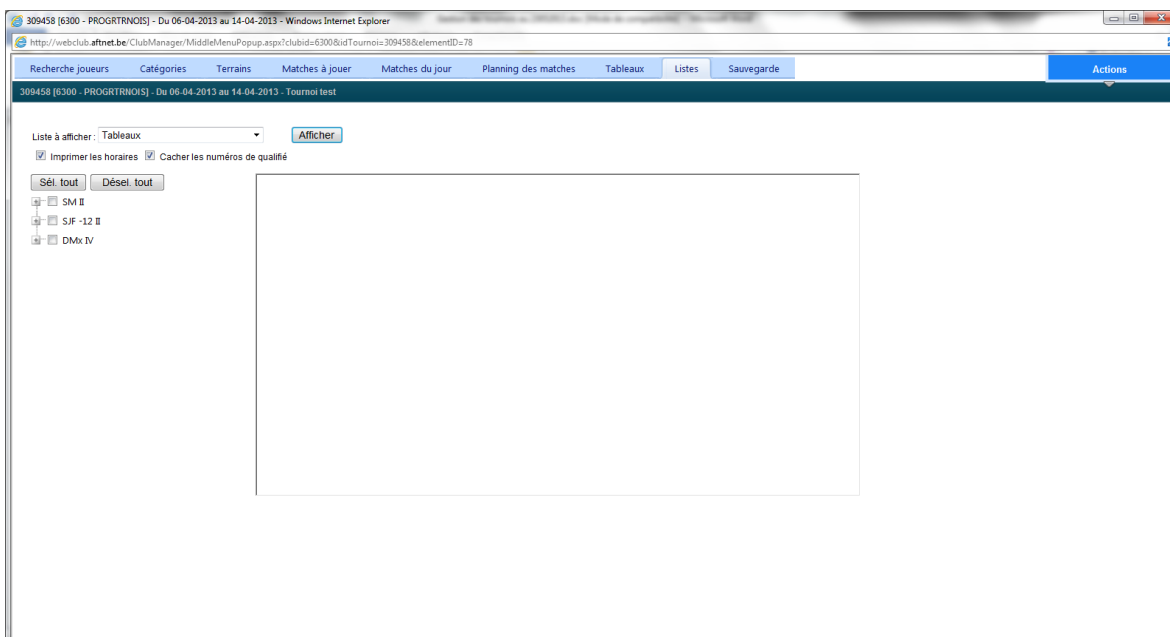 309458 [6300 - PROGRTRNOIS] - Du 06-04-2013 au 14-04-2013 - Windows Internet Explorer
http://webclub.aftnet.be/ClubManager/MiddleMenuPopup.aspx?clubid=6300&idTournoi=309458&elementID=78
Recherche joueurs Catégories Terrains Matches à jouer Matches du jour Planning des matches Tableaux Listes Sauvegarde Actions
309458 [6300 - PROGRTRNOIS] - Du 06-04-2013 au 14-04-2013 - Tournoi test
Liste à afficher : Tableaux Afficher
Imprimer les horaires Cacher les numéros de qualifié
Sél. tout Désel. tout
SM II
SJF -12 II
DMx IV